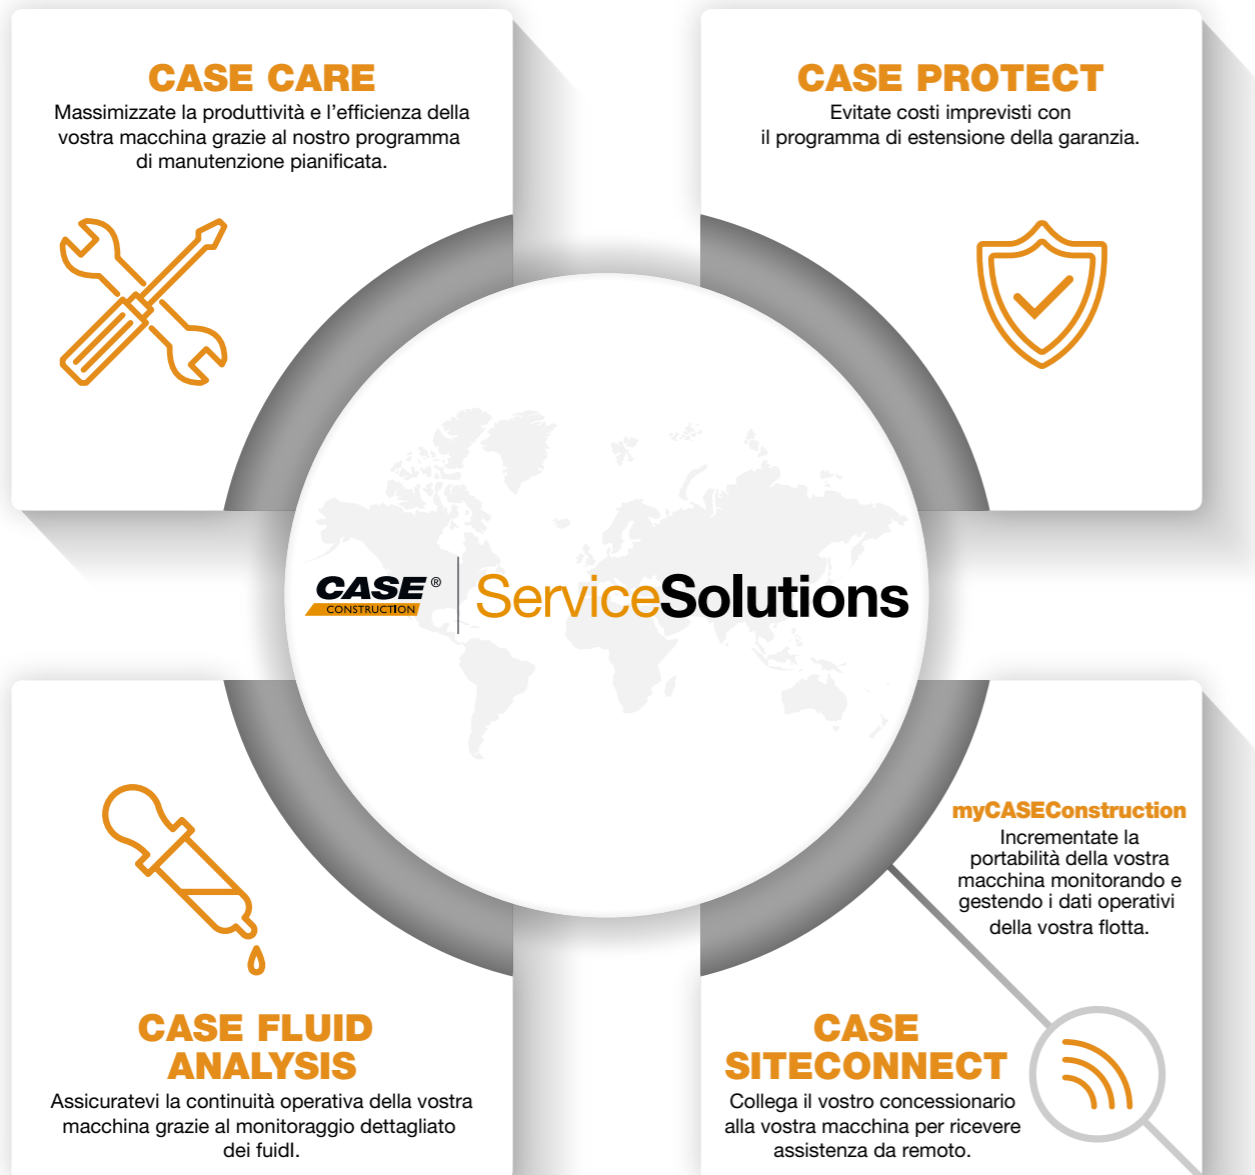 CASE CARE
Massimizzate la produttività e l'efficienza della
vostra macchina grazie al nostro programma
di manutenzione pianificata.
CASE PROTECT
Evitate costi imprevisti con
il programma di estensione della garanzia.
CASE®
CONSTRUCTION
ServiceSolutions
CASE FLUID
ANALYSIS
Assicuratevi la continuità operativa della vostra
macchina grazie al monitoraggio dettagliato
dei fuidI.
myCASEConstruction
Incrementate la
portabilità della vostra
macchina monitorando e
gestendo i dati operativi
della vostra flotta.
CASE
SITECONNECT
Collega il vostro concessionario
alla vostra macchina per ricevere
assistenza da remoto.